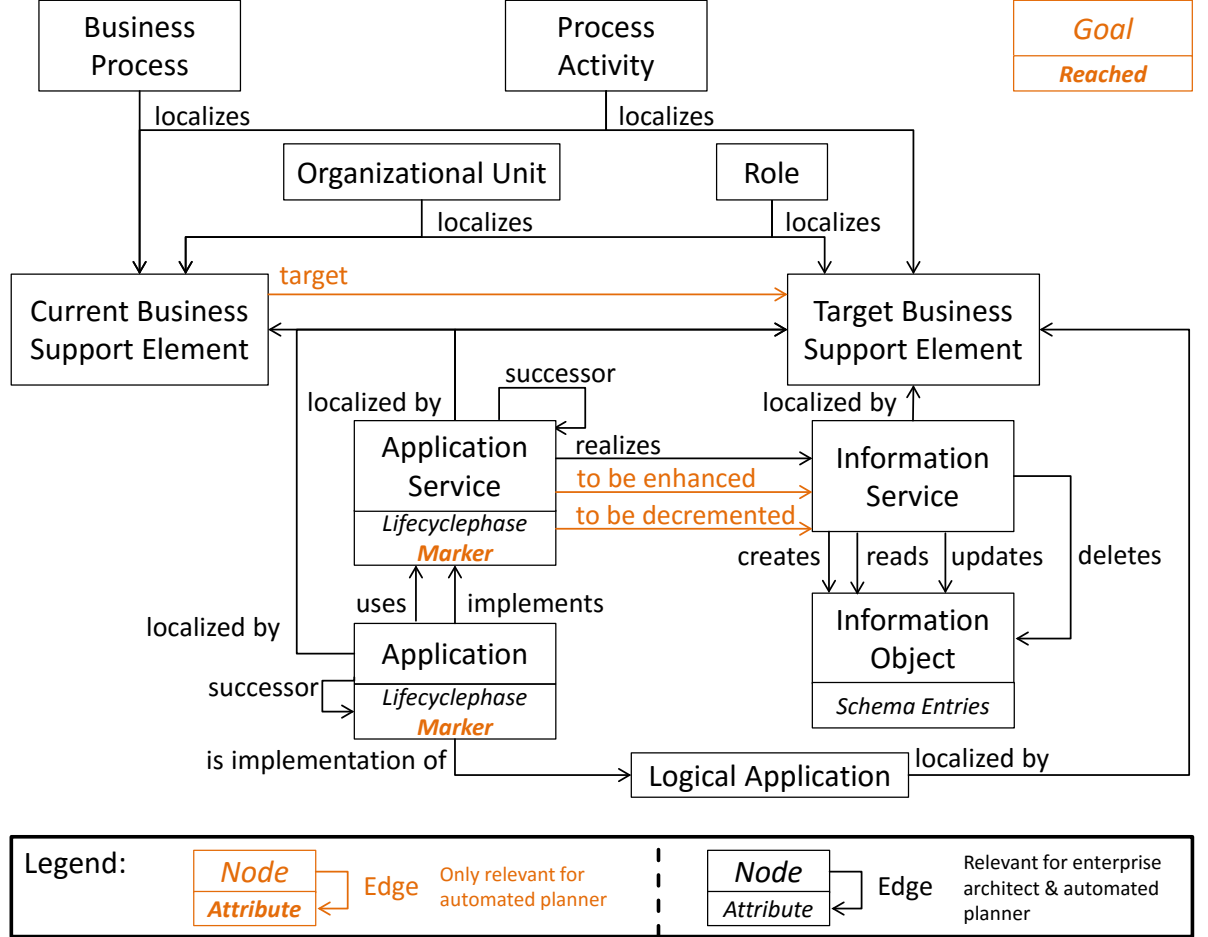 Business
Process
Process
Activity
Goal
Reached
localizes
localizes
Organizational Unit
Role
localizes
localizes
target
Current Business
Support Element
Target Business
Support Element
successor
localized by
localized by
Application
Service
Lifecyclephase
Marker
realizes
to be enhanced
to be decremented
Information
Service
creates
reads
updates
deletes
uses
implements
localized by
Application
Lifecyclephase
Marker
successor
Information
Object
Schema Entries
is implementation of
Logical Application
localized by
Legend:
Node
Attribute
Edge
Only relevant for
automated planner
Node
Attribute
Edge
Relevant for enterprise
architect & automated
planner